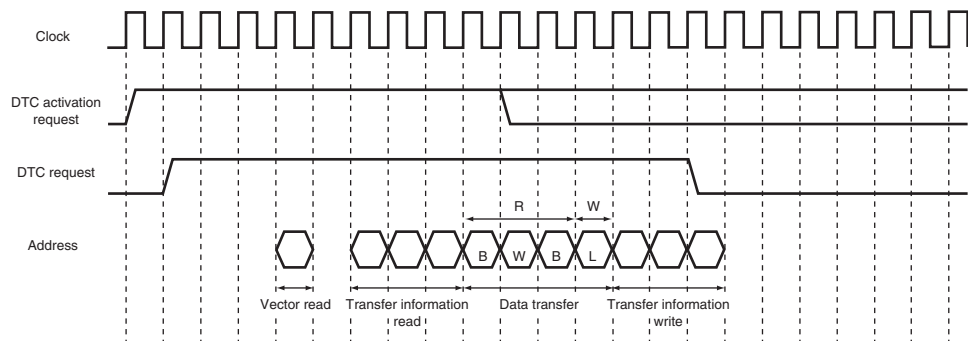 Clock
DTC activation
request
DTC request
R W
Address
B W B L
Vector read Transfer information Data transfer Transfer information
read write